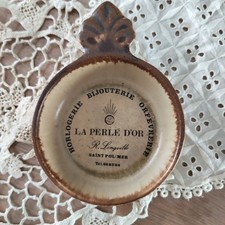 HORLOGERIE BIJOUTERIE ORFÈVRERIE
LA PERLE D'OR
SAINT POL-MER